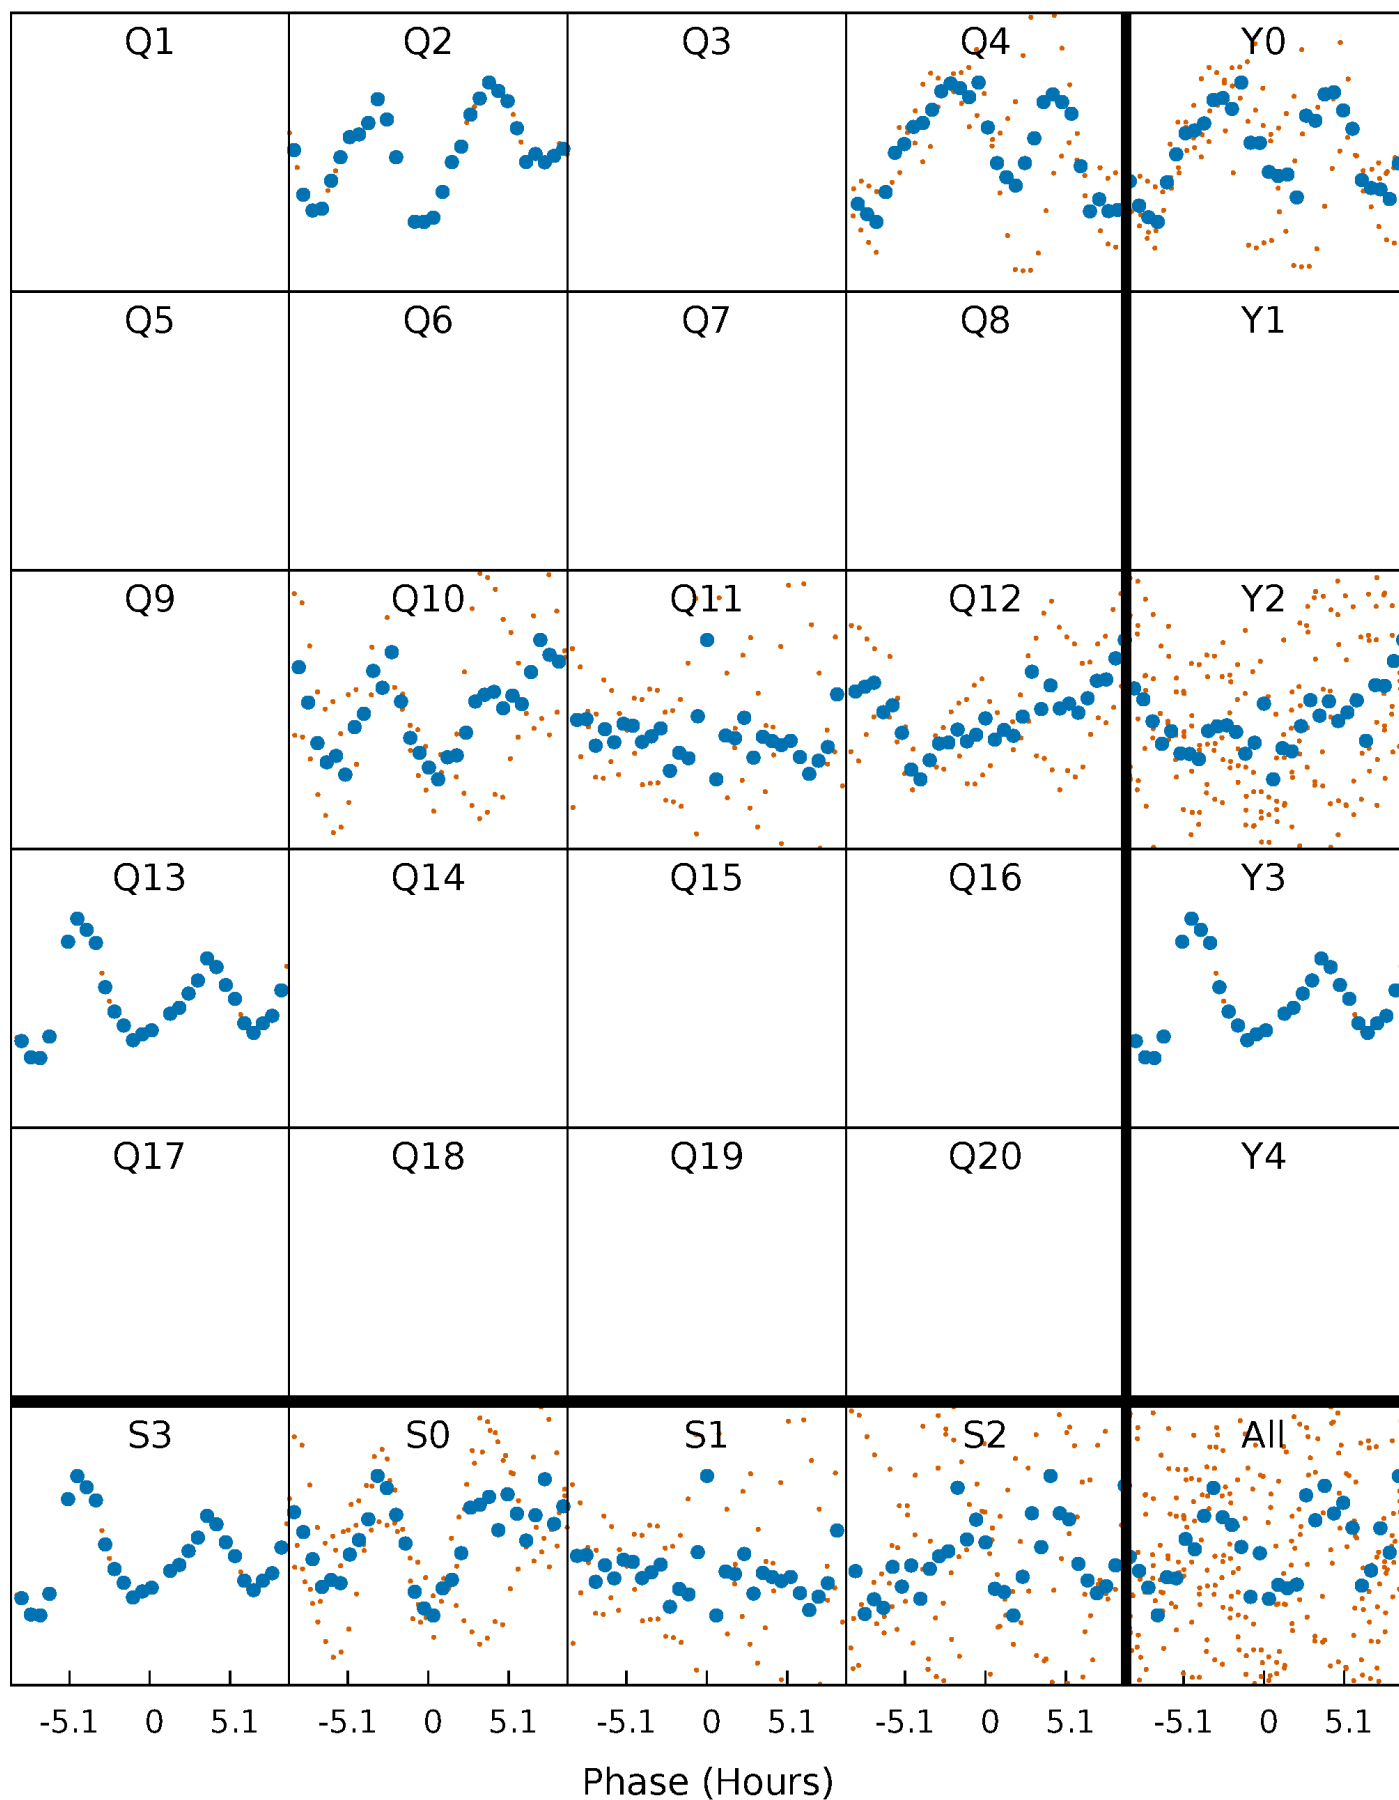 Q1 Q2 Q3 Q4 Y0
Q5 Q6 Q7 Q8 Y1
Q9 Q10 Q11 Q12 Y2
Q13 Q14 Q15 Q16 Y3
Q17 Q18 Q19 Q20 Y4
S3 S0 S1 S2 All
-5.1 0 5.1 -5.1 0 5.1 -5.1 0 5.1 -5.1 0 5.1 -5.1 0 5.1
Phase (Hours)